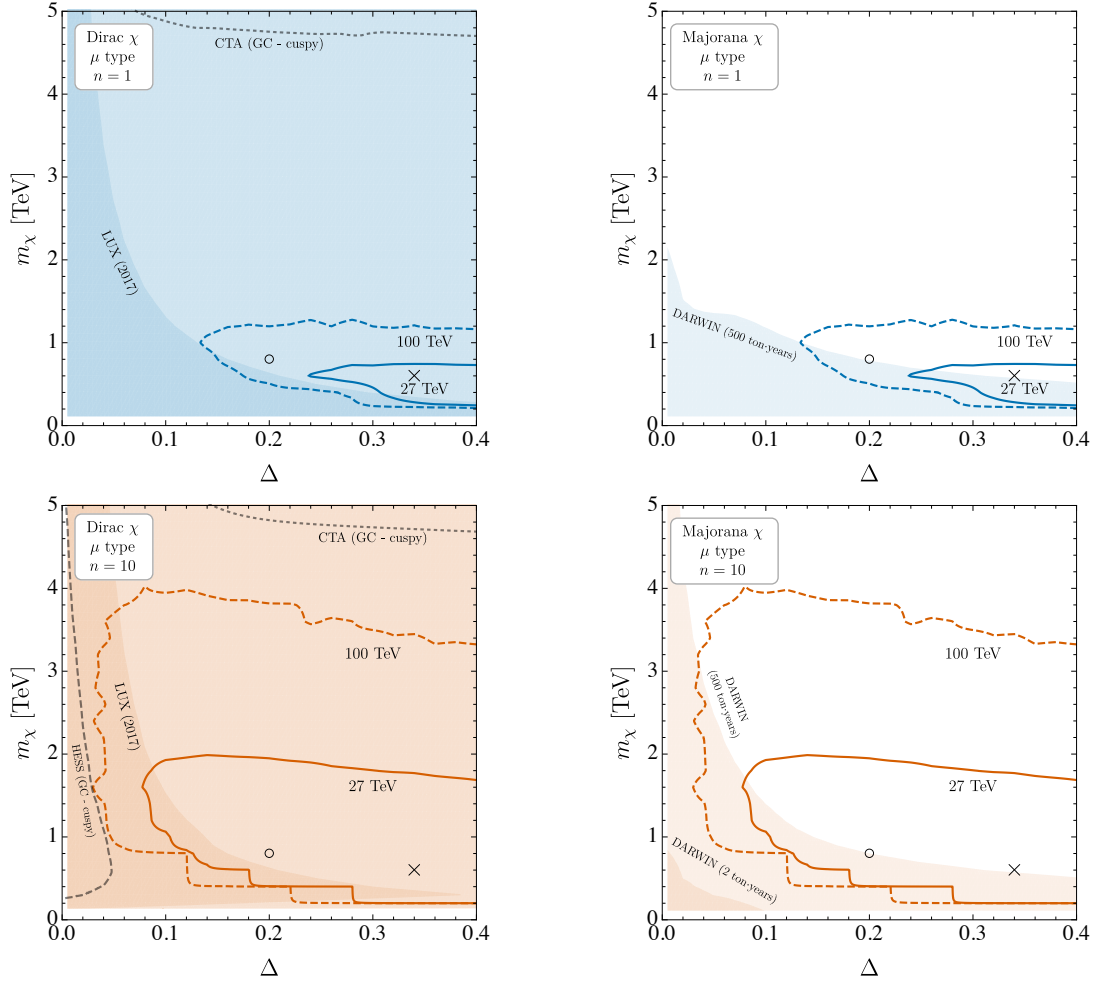 Dirac χ
μ type
n = 1
CTA (GC - cuspy)
LUX (2017)
100 TeV
27 TeV
5
4
3
2
1
0
0.0 0.1 0.2 0.3 0.4
m_χ [TeV]
Δ
Majorana χ
μ type
n = 1
DARWIN (500 ton·years)
100 TeV
27 TeV
5
4
3
2
1
0
0.0 0.1 0.2 0.3 0.4
m_χ [TeV]
Δ
Dirac χ
μ type
n = 10
CTA (GC - cuspy)
100 TeV
LUX (2017)
HESS (GC - cuspy)
27 TeV
5
4
3
2
1
0
0.0 0.1 0.2 0.3 0.4
m_χ [TeV]
Δ
Majorana χ
μ type
n = 10
100 TeV
DARWIN
(500 ton·years)
27 TeV
DARWIN (2 ton·years)
5
4
3
2
1
0
0.0 0.1 0.2 0.3 0.4
m_χ [TeV]
Δ